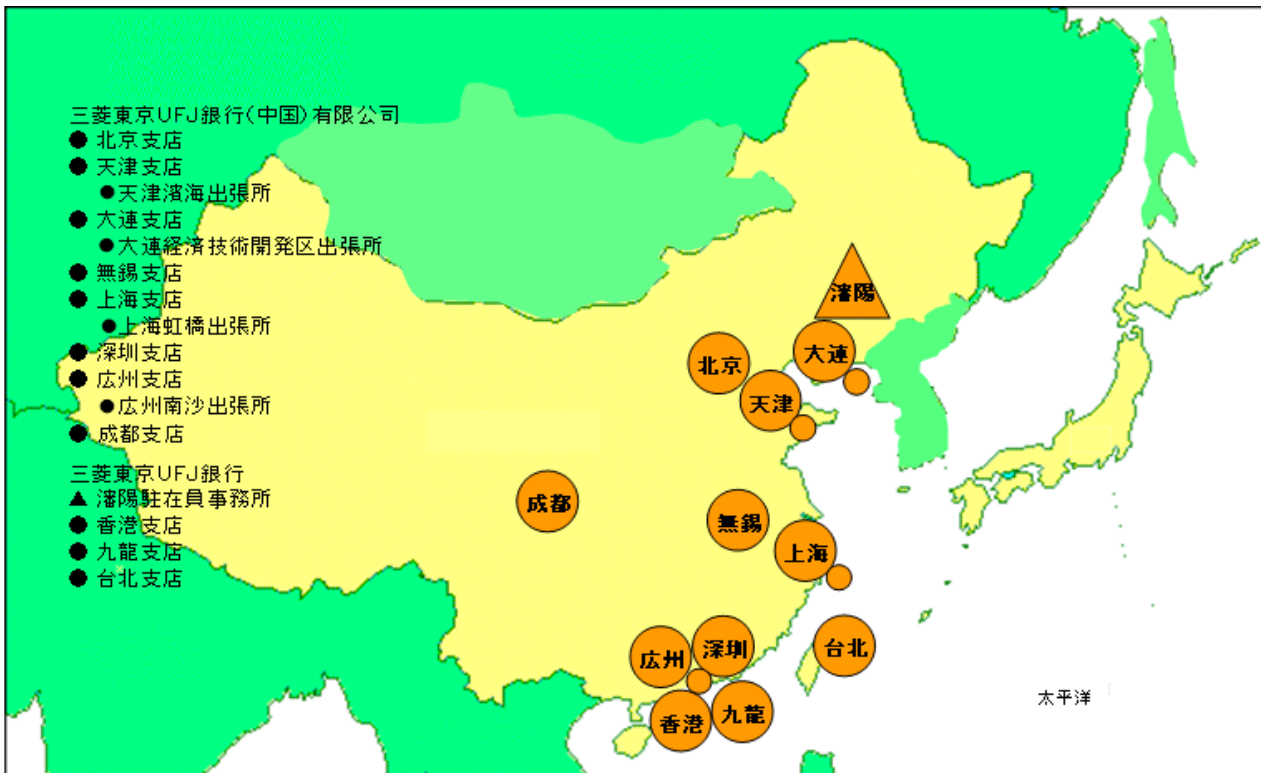 三菱東京UFJ銀行(中国)有限公司
● 北京支店
● 天津支店
●天津濱海出張所
● 大連支店
●大連経済技術開発区出張所
● 無錫支店
● 上海支店
●上海虹橋出張所
● 深圳支店
● 広州支店
●広州南沙出張所
● 成都支店
三菱東京UFJ銀行
▲ 瀋陽駐在員事務所
● 香港支店
● 九龍支店
● 台北支店
瀋陽
大連
北京
天津
成都
無錫
上海
広州
深圳
台北
香港
九龍
太平洋